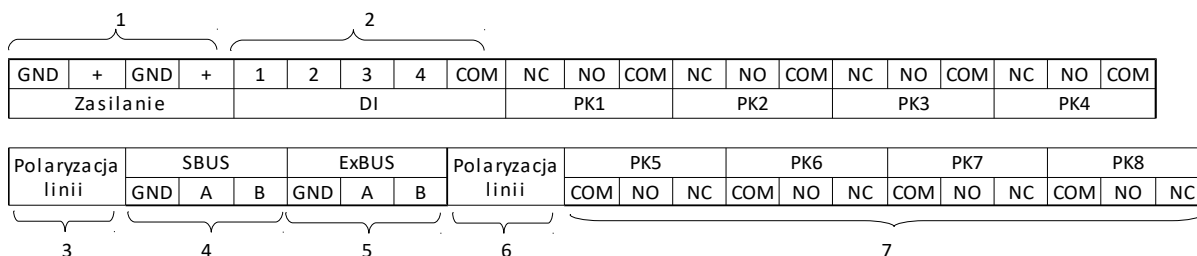 1 2
GND + GND + 1 2 3 4 COM NC NO COM NC NO COM NC NO COM NC NO COM
Zasilanie DI PK1 PK2 PK3 PK4
Polaryzacja linii SBUS ExBUS Polaryzacja linii PK5 PK6 PK7 PK8
GND A B GND A B COM NO NC COM NO NC COM NO NC COM NO NC
3 4 5 6 7